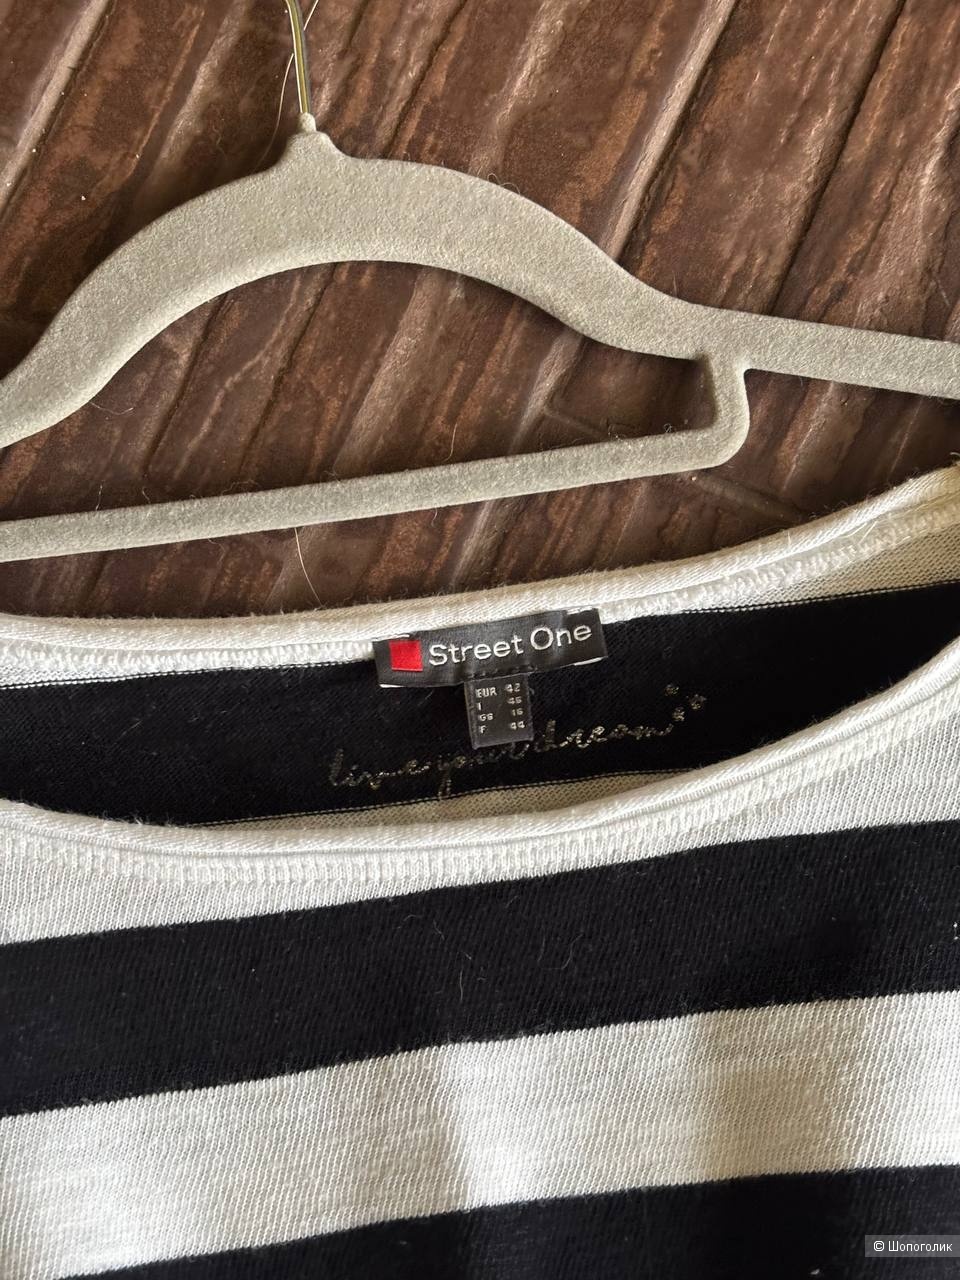 Street One
EUR 42
I 46
GB 16
F 44
live your dream
© Шопоголик